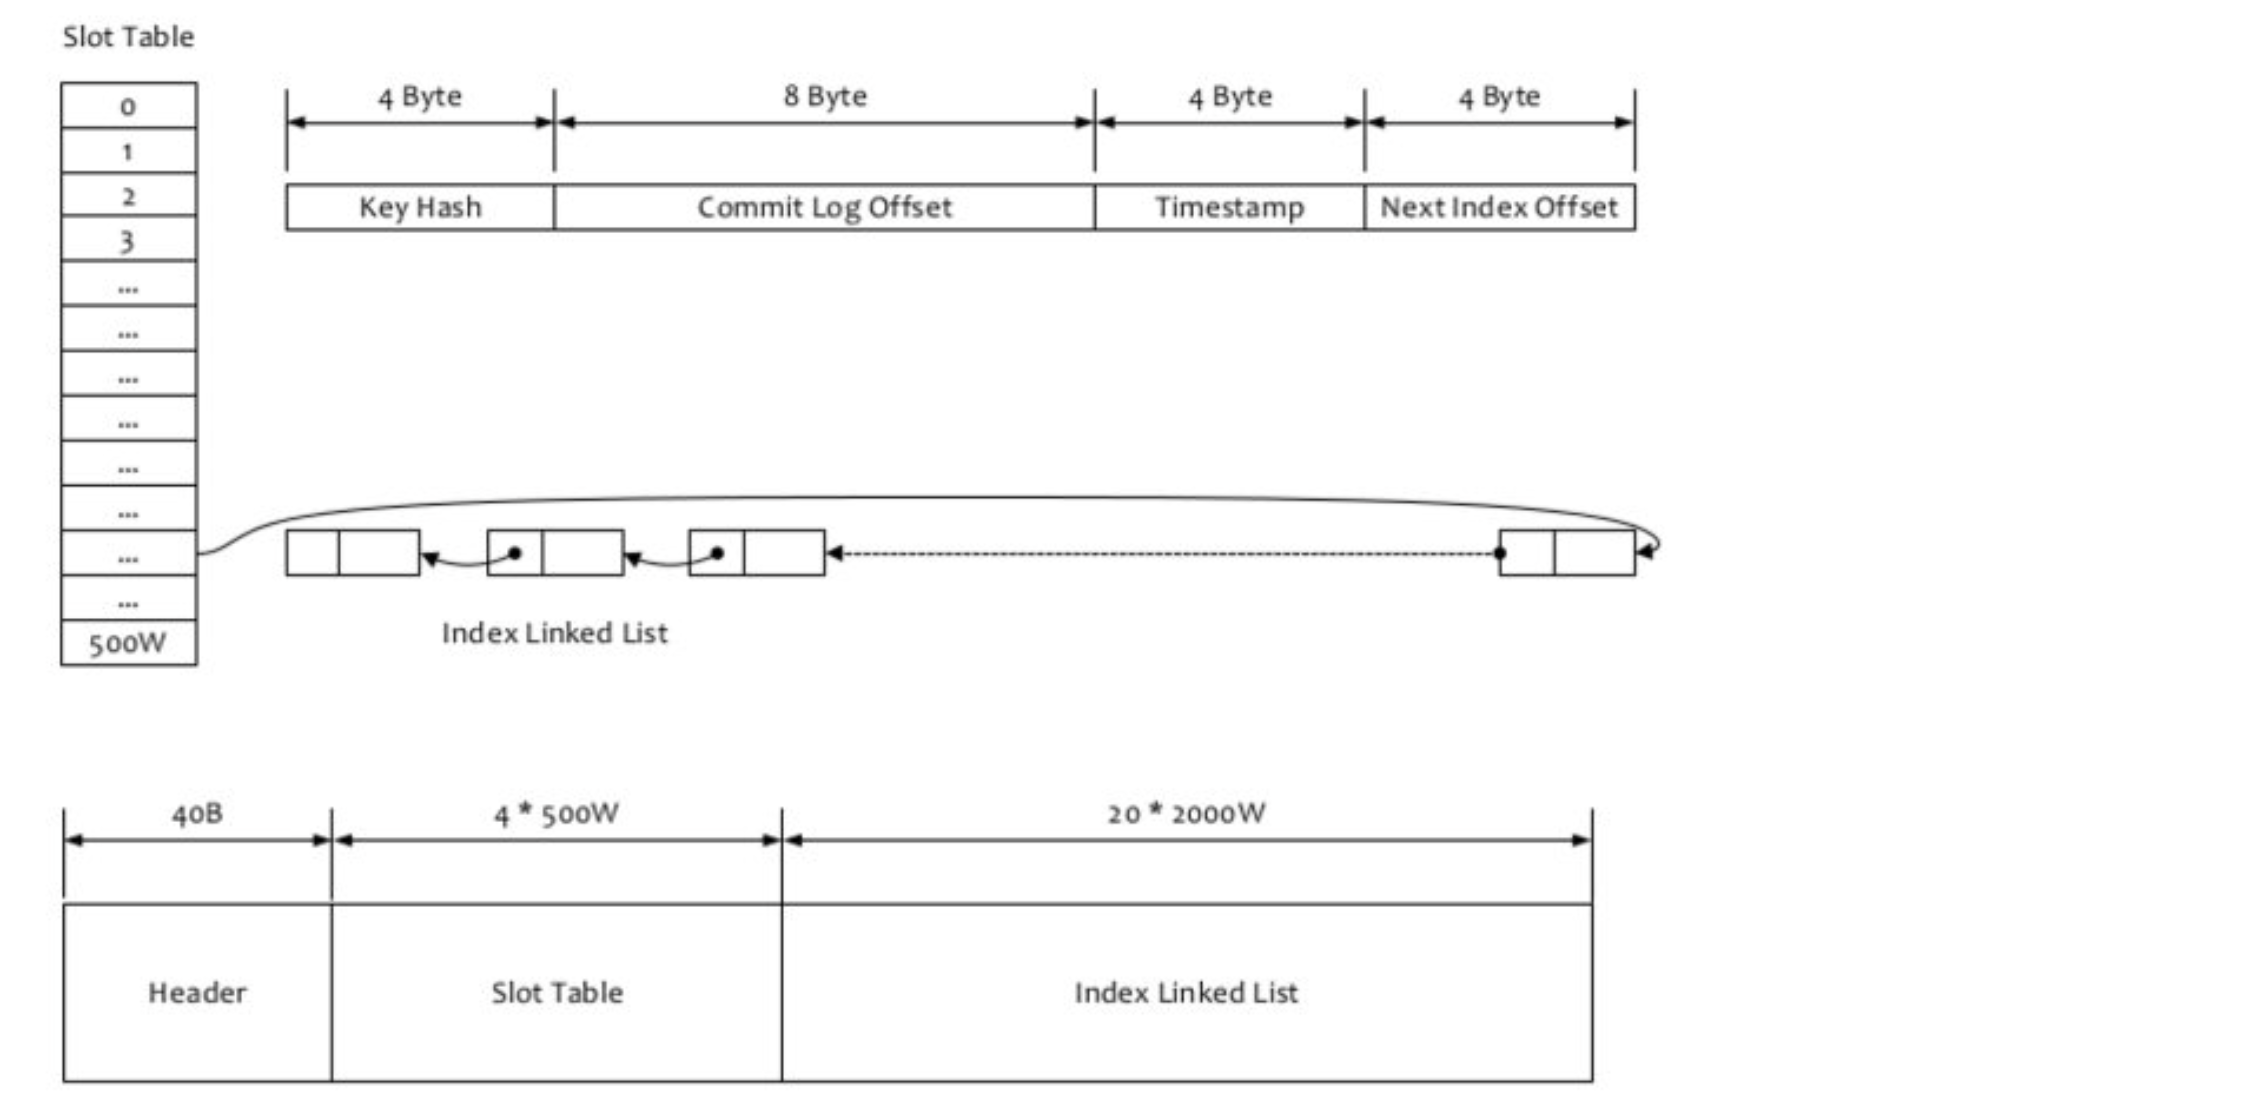 Slot Table
0
1
2
3
...
...
...
...
...
...
...
...
500W
4 Byte 8 Byte 4 Byte 4 Byte
Key Hash Commit Log Offset Timestamp Next Index Offset
Index Linked List
40B 4 * 500W 20 * 2000W
Header Slot Table Index Linked List